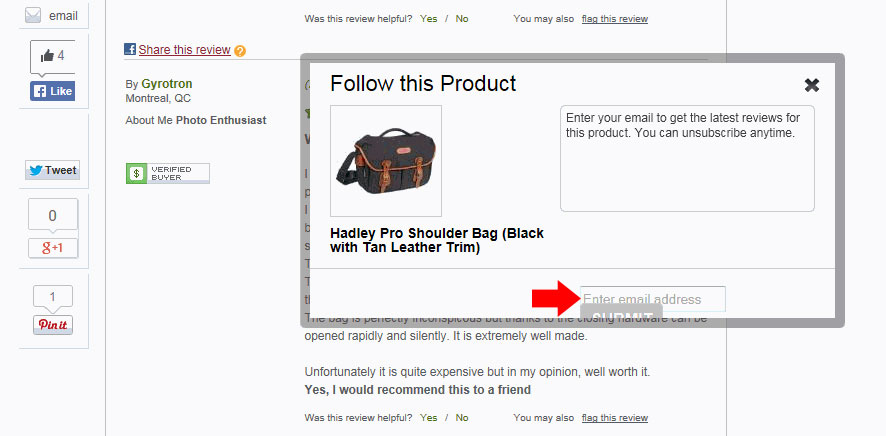 email
4
Like
Tweet
0
g+1
1
Pin it
Was this review helpful? Yes / No You may also flag this review
Share this review ?
By Gyrotron
Montreal, QC
About Me Photo Enthusiast
$ VERIFIED BUYER
Follow this Product
Enter your email to get the latest reviews for
this product. You can unsubscribe anytime.
Hadley Pro Shoulder Bag (Black
with Tan Leather Trim)
Enter email address
SUBMIT
The bag is perfectly inconspicous but thanks to the closing hardware can be
opened rapidly and silently. It is extremely well made.
Unfortunately it is quite expensive but in my opinion, well worth it.
Yes, I would recommend this to a friend
Was this review helpful? Yes / No You may also flag this review